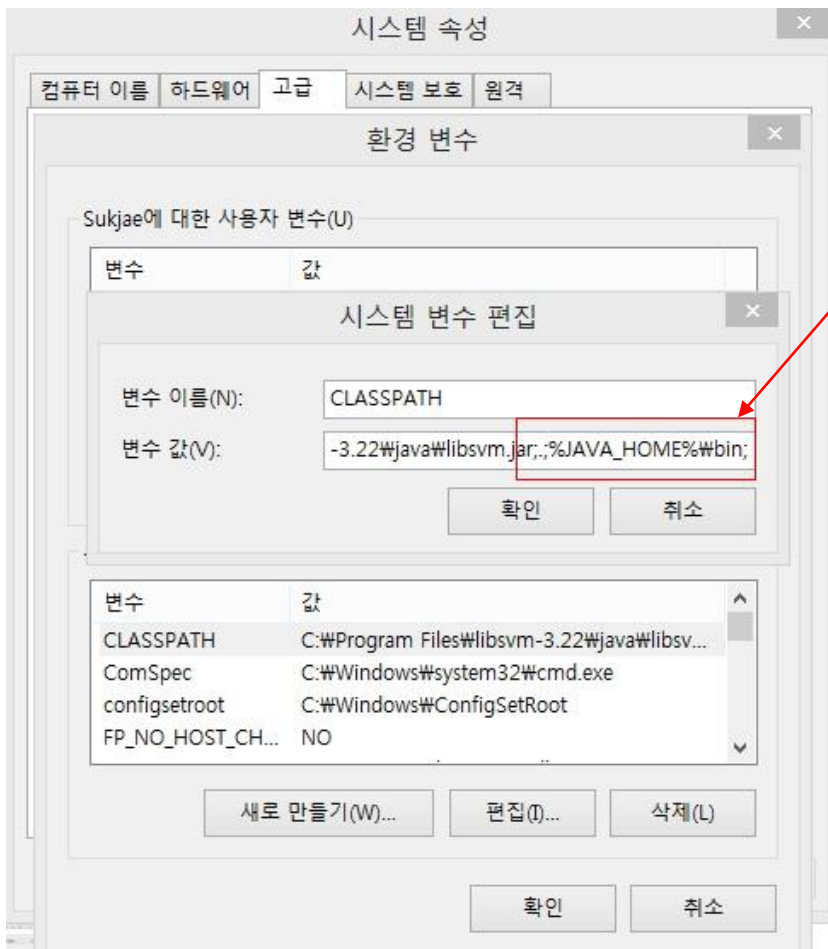 시스템 속성
컴퓨터 이름 하드웨어 고급 시스템 보호 원격
환경 변수
Sukjae에 대한 사용자 변수(U)
변수 값
시스템 변수 편집
변수 이름(N): CLASSPATH
변수 값(V): -3.22₩java₩libsvm.jar;.;%JAVA_HOME%₩bin;
확인 취소
변수 값
CLASSPATH C:₩Program Files₩libsvm-3.22₩java₩libsv...
ComSpec C:₩Windows₩system32₩cmd.exe
configsetroot C:₩Windows₩ConfigSetRoot
FP_NO_HOST_CH... NO
새로 만들기(W)... 편집(I)... 삭제(L)
확인 취소